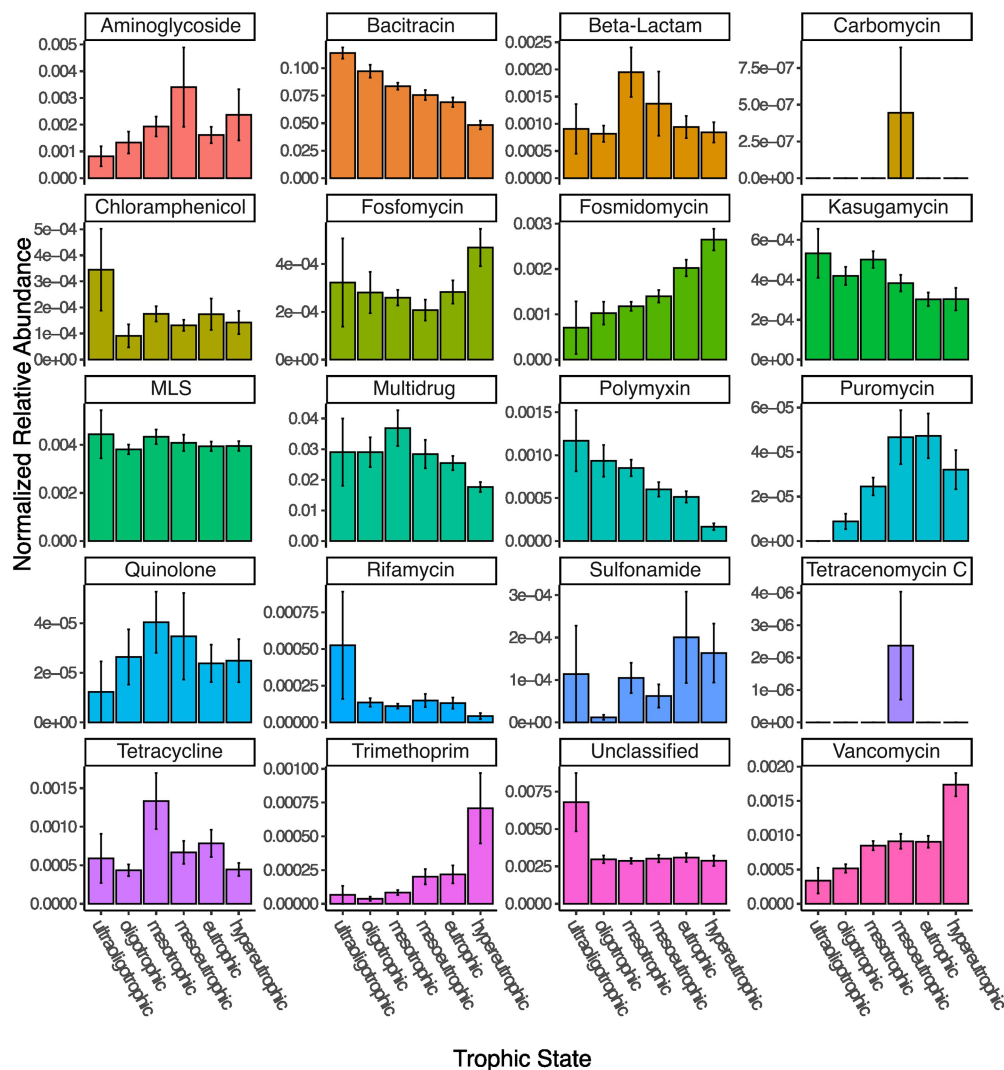 Normalized Relative Abundance
Aminoglycoside
0.005
0.004
0.003
0.002
0.001
0.000
Bacitracin
0.100
0.075
0.050
0.025
0.000
Beta-Lactam
0.0025
0.0020
0.0015
0.0010
0.0005
0.0000
Carbomycin
7.5e−07
5.0e−07
2.5e−07
0.0e+00
Chloramphenicol
5e−04
4e−04
3e−04
2e−04
1e−04
0e+00
Fosfomycin
4e−04
2e−04
0e+00
Fosmidomycin
0.003
0.002
0.001
0.000
Kasugamycin
6e−04
4e−04
2e−04
0e+00
MLS
0.004
0.002
0.000
Multidrug
0.04
0.03
0.02
0.01
0.00
Polymyxin
0.0015
0.0010
0.0005
0.0000
Puromycin
6e−05
4e−05
2e−05
0e+00
Quinolone
4e−05
2e−05
0e+00
Rifamycin
0.00075
0.00050
0.00025
0.00000
Sulfonamide
3e−04
2e−04
1e−04
0e+00
Tetracenomycin C
4e−06
3e−06
2e−06
1e−06
0e+00
Tetracycline
0.0015
0.0010
0.0005
0.0000
Trimethoprim
0.00100
0.00075
0.00050
0.00025
0.00000
Unclassified
0.0075
0.0050
0.0025
0.0000
Vancomycin
0.0020
0.0015
0.0010
0.0005
0.0000
ultraoligotrophic
oligotrophic
mesotrophic
mesoeutrophic
eutrophic
hypereutrophic
ultraoligotrophic
oligotrophic
mesotrophic
mesoeutrophic
eutrophic
hypereutrophic
ultraoligotrophic
oligotrophic
mesotrophic
mesoeutrophic
eutrophic
hypereutrophic
ultraoligotrophic
oligotrophic
mesotrophic
mesoeutrophic
eutrophic
hypereutrophic
Trophic State